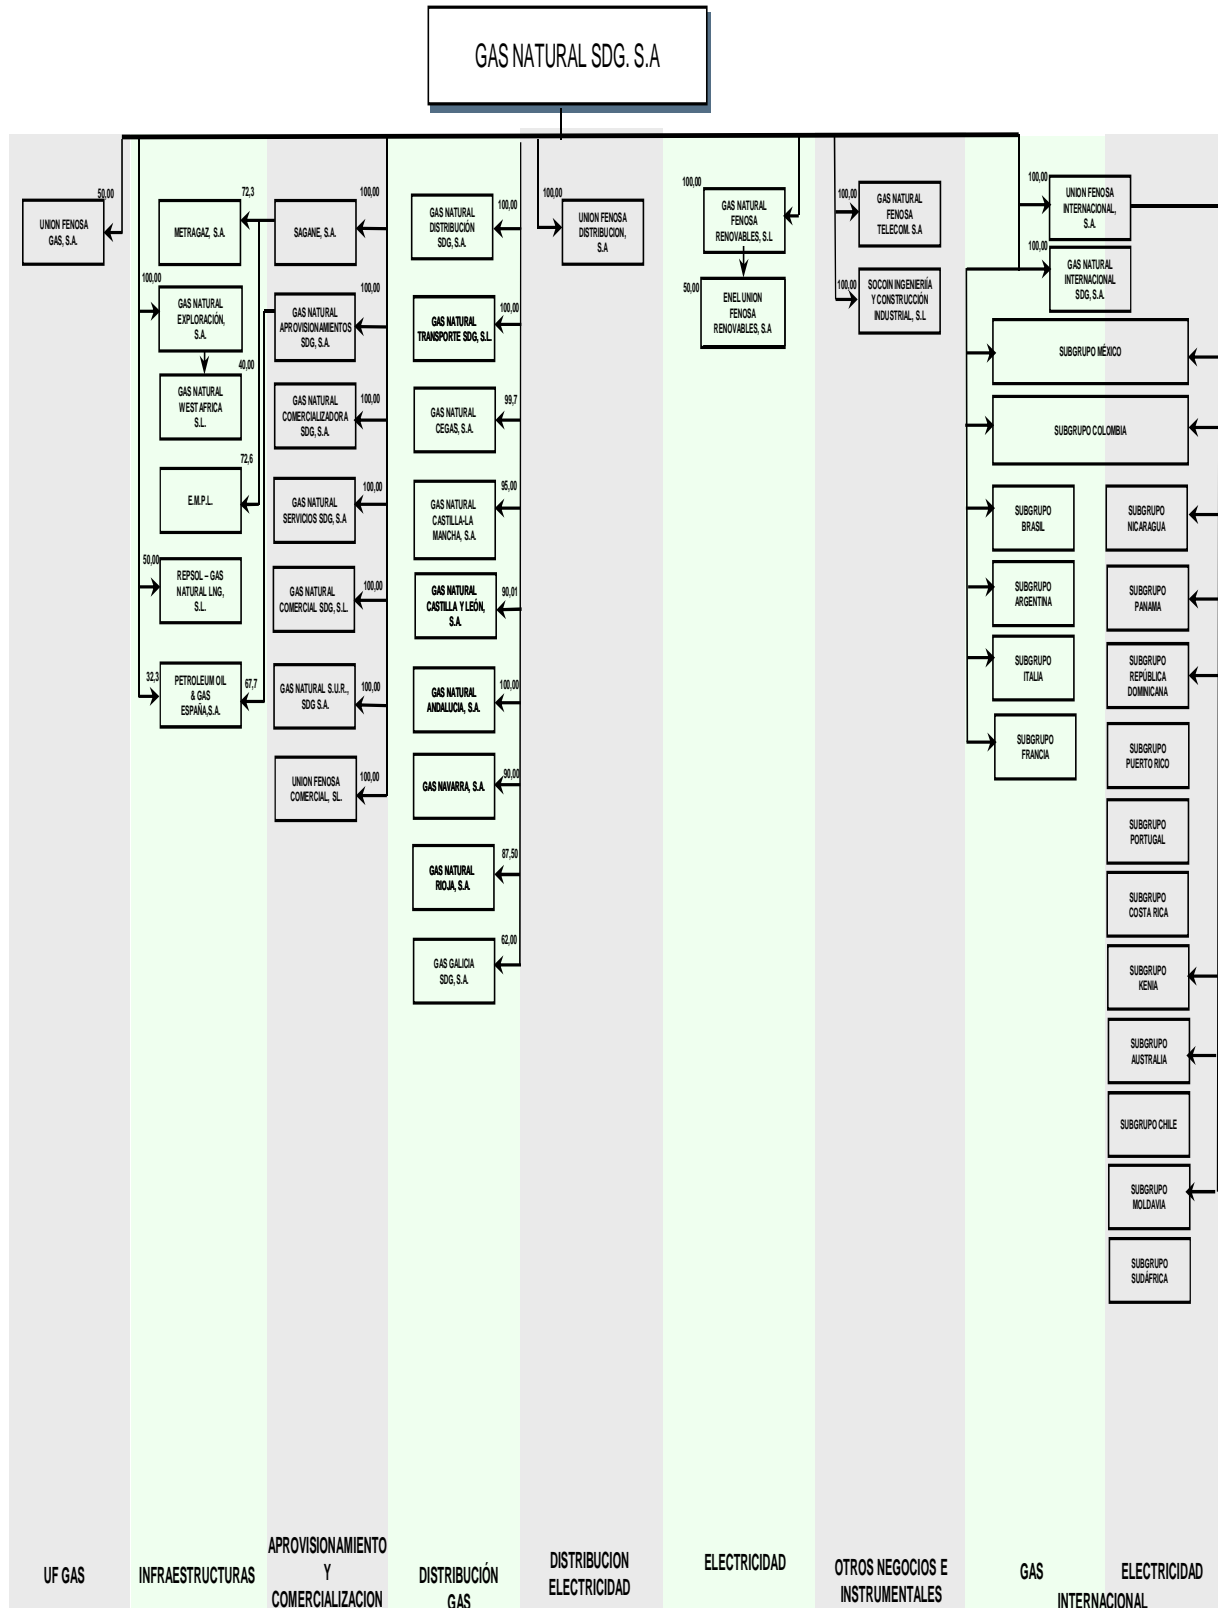 GAS NATURAL SDG. S.A
50,00
UNION FENOSA
GAS, S.A.
72,3
METRAGAZ, S.A.
100,00
GAS NATURAL
EXPLORACIÓN,
S.A.
40,00
GAS NATURAL
WEST AFRICA
S.L.
72,6
E.M.P.L.
50,00
REPSOL – GAS
NATURAL LNG,
S.L.
32,3
PETROLEUM OIL
& GAS
ESPAÑA,S.A.
67,7
100,00
SAGANE, S.A.
100,00
GAS NATURAL
APROVISIONAMIENTOS
SDG, S.A.
100,00
GAS NATURAL
COMERCIALIZADORA
SDG, S.A.
100,00
GAS NATURAL
SERVICIOS SDG, S.A
100,00
GAS NATURAL
COMERCIAL SDG, S.L.
100,00
GAS NATURAL S.U.R.,
SDG S.A.
100,00
UNION FENOSA
COMERCIAL, SL.
100,00
GAS NATURAL
DISTRIBUCIÓN
SDG, S.A.
100,00
GAS NATURAL
TRANSPORTE SDG, S.L.
99,7
GAS NATURAL
CEGAS, S.A.
95,00
GAS NATURAL
CASTILLA-LA
MANCHA, S.A.
90,01
GAS NATURAL
CASTILLA Y LEÓN,
S.A.
100,00
GAS NATURAL
ANDALUCIA, S.A.
90,00
GAS NAVARRA, S.A.
87,50
GAS NATURAL
RIOJA, S.A.
62,00
GAS GALICIA
SDG, S.A.
100,00
UNION FENOSA
DISTRIBUCION,
S.A
100,00
GAS NATURAL
FENOSA
RENOVABLES, S.L
50,00
ENEL UNION
FENOSA
RENOVABLES, S.A
100,00
GAS NATURAL
FENOSA
TELECOM. S.A
100,00
SOCOIN INGENIERÍIA
Y CONSTRUCCIÓN
INDUSTRIAL, S.L
100,00
UNION FENOSA
INTERNACIONAL,
S.A.
100,00
GAS NATURAL
INTERNACIONAL
SDG, S.A.
SUBGRUPO MÉXICO
SUBGRUPO COLOMBIA
SUBGRUPO
BRASIL
SUBGRUPO
ARGENTINA
SUBGRUPO
ITALIA
SUBGRUPO
FRANCIA
SUBGRUPO
NICARAGUA
SUBGRUPO
PANAMA
SUBGRUPO
REPÚBLICA
DOMINICANA
SUBGRUPO
PUERTO RICO
SUBGRUPO
PORTUGAL
SUBGRUPO
COSTA RICA
SUBGRUPO
KENIA
SUBGRUPO
AUSTRALIA
SUBGRUPO CHILE
SUBGRUPO
MOLDAVIA
SUBGRUPO
SUDÁFRICA
UF GAS
INFRAESTRUCTURAS
APROVISIONAMIENTO
Y
COMERCIALIZACION
DISTRIBUCIÓN
GAS
DISTRIBUCION
ELECTRICIDAD
ELECTRICIDAD
OTROS NEGOCIOS E
INSTRUMENTALES
GAS
ELECTRICIDAD
INTERNACIONAL